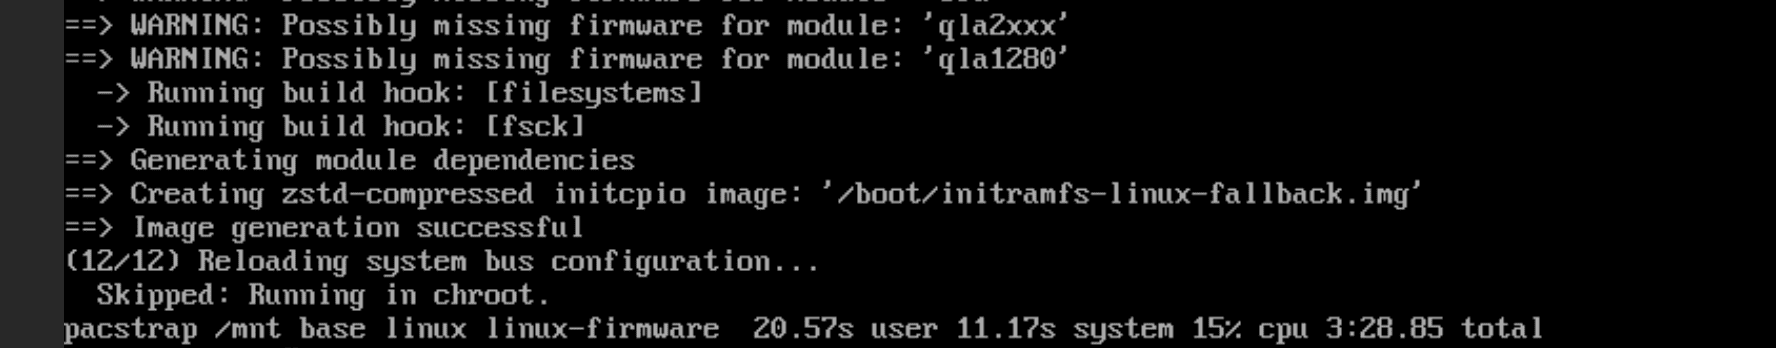 ==> WARNING: Possibly missing firmware for module: 'qla2xxx'
==> WARNING: Possibly missing firmware for module: 'qla1280'
  -> Running build hook: [filesystems]
  -> Running build hook: [fsck]
==> Generating module dependencies
==> Creating zstd-compressed initcpio image: '/boot/initramfs-linux-fallback.img'
==> Image generation successful
(12/12) Reloading system bus configuration...
  Skipped: Running in chroot.
pacstrap /mnt base linux linux-firmware  20.57s user 11.17s system 15% cpu 3:28.85 total